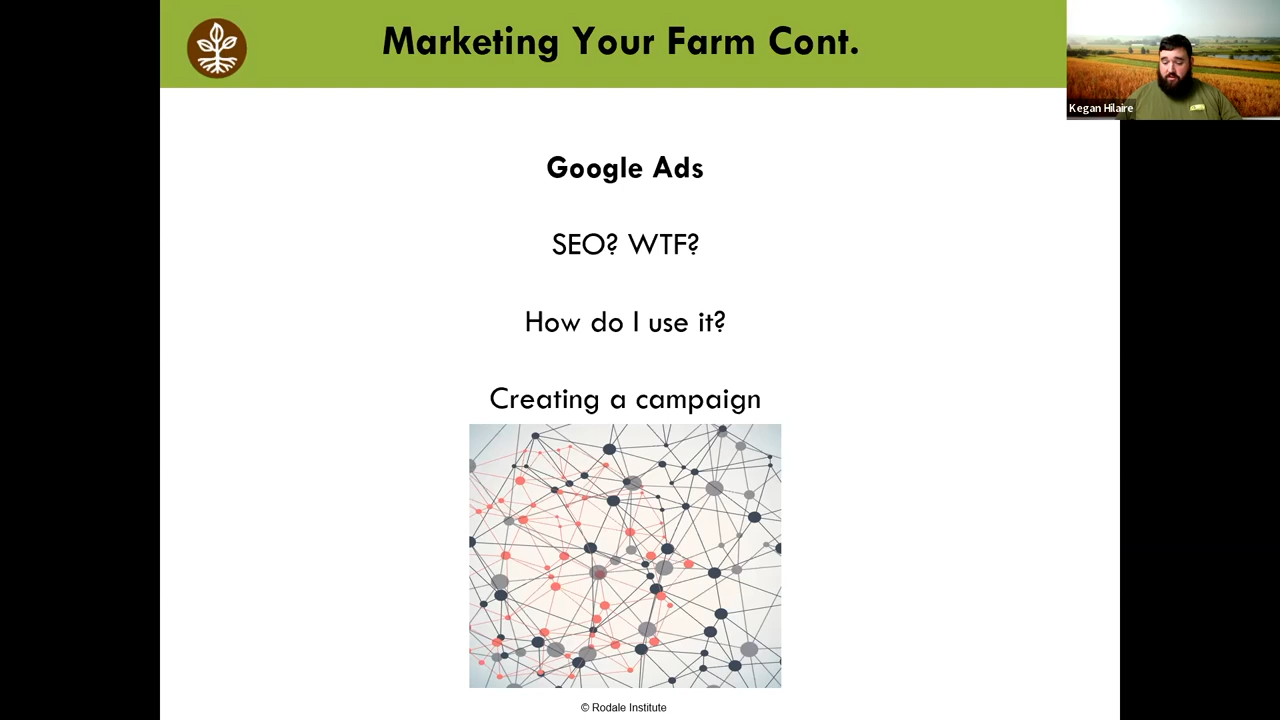 Marketing Your Farm Cont.
Kegan Hilaire
Google Ads
SEO? WTF?
How do I use it?
Creating a campaign
© Rodale Institute